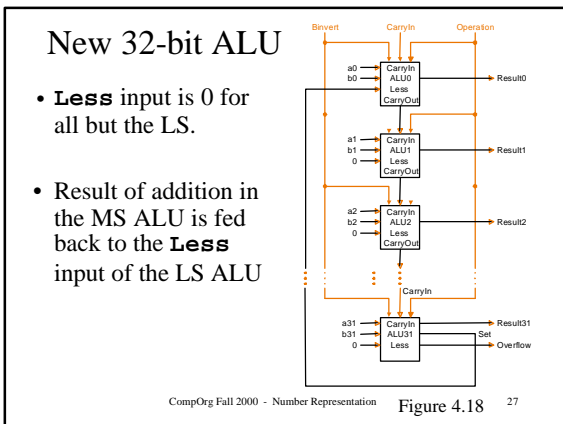 New 32-bit ALU
• Less input is 0 for
all but the LS.
• Result of addition in
the MS ALU is fed
back to the Less
input of the LS ALU
Binvert CarryIn Operation
a0 CarryIn
b0 ALU0 Result0
Less
CarryOut
a1 CarryIn
b1 ALU1 Result1
0 Less
CarryOut
a2 CarryIn
b2 ALU2 Result2
0 Less
CarryOut
CarryIn
a31 CarryIn Result31
b31 ALU31 Set
0 Less Overflow
CompOrg Fall 2000 - Number Representation Figure 4.18 27